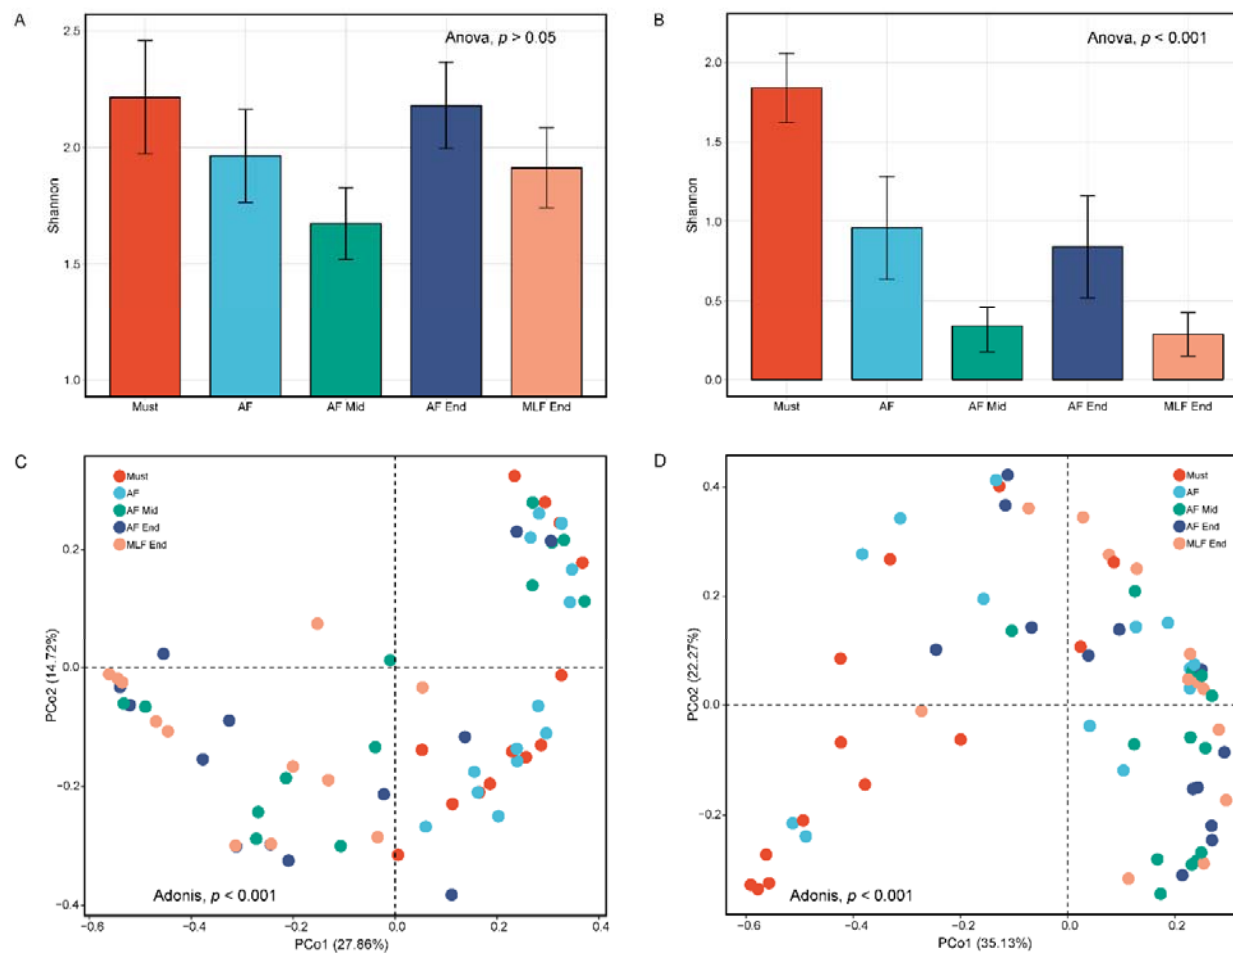 A
Anova, p > 0.05
2.5
2.0
1.5
1.0
Shannon
Must AF AF Mid AF End MLF End
B
Anova, p < 0.001
2.0
1.5
1.0
0.5
0.0
Shannon
Must AF AF Mid AF End MLF End
C
Must
AF
AF Mid
AF End
MLF End
0.2
0.0
−0.2
−0.4
PCo2 (14.72%)
Adonis, p < 0.001
−0.6 −0.4 −0.2 0.0 0.2 0.4
PCo1 (27.86%)
D
Must
AF
AF Mid
AF End
MLF End
0.4
0.2
0.0
−0.2
PCo2 (22.27%)
Adonis, p < 0.001
−0.6 −0.4 −0.2 0.0 0.2
PCo1 (35.13%)